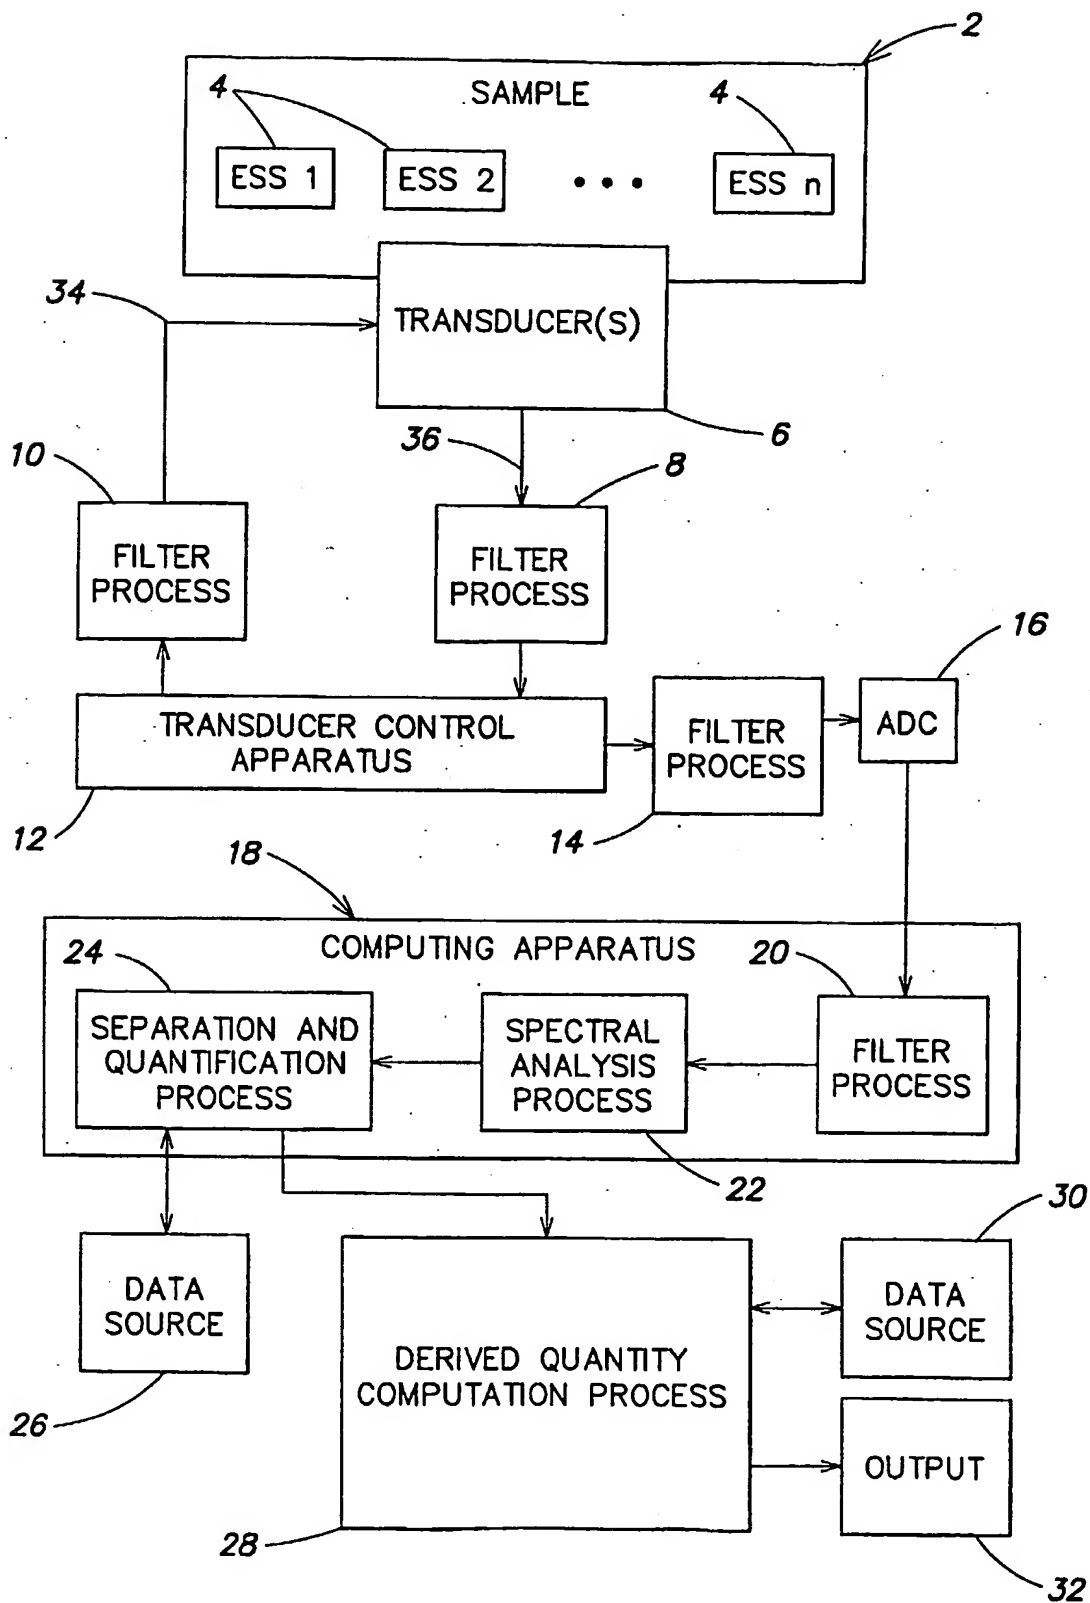 2
SAMPLE
4
4
ESS 1
ESS 2
• • •
ESS n
34
TRANSDUCER(S)
6
36
10
8
FILTER
PROCESS
FILTER
PROCESS
16
TRANSDUCER CONTROL
APPARATUS
FILTER
PROCESS
ADC
12
14
18
COMPUTING APPARATUS
24
20
SEPARATION AND
QUANTIFICATION
PROCESS
SPECTRAL
ANALYSIS
PROCESS
FILTER
PROCESS
22
30
DATA
SOURCE
DATA
SOURCE
DERIVED QUANTITY
COMPUTATION PROCESS
26
OUTPUT
28
32